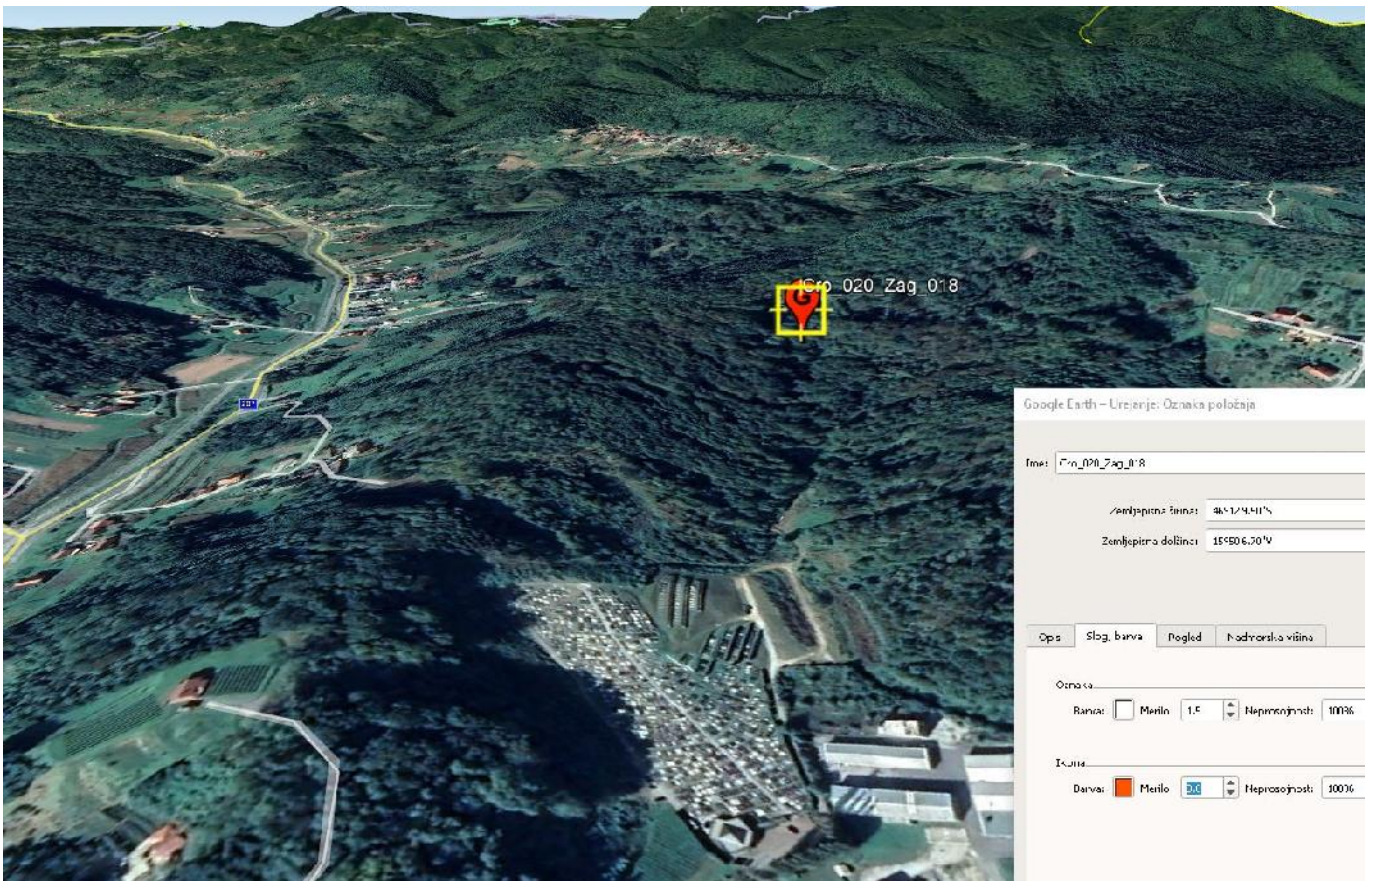 Cro_020_Zag_018
Google Earth – Urejanje: Oznaka položaja
Ime: Cro_020_Zag_018
Zemljepisna širina:
Zemljepisna dolžina:
Opis Slog, barva Pogled Nadmorska višina
Oznaka
Barva: Merilo: 1.5 Neprosojnost: 100%
Ikona
Barva: Merilo: Neprosojnost: 100%